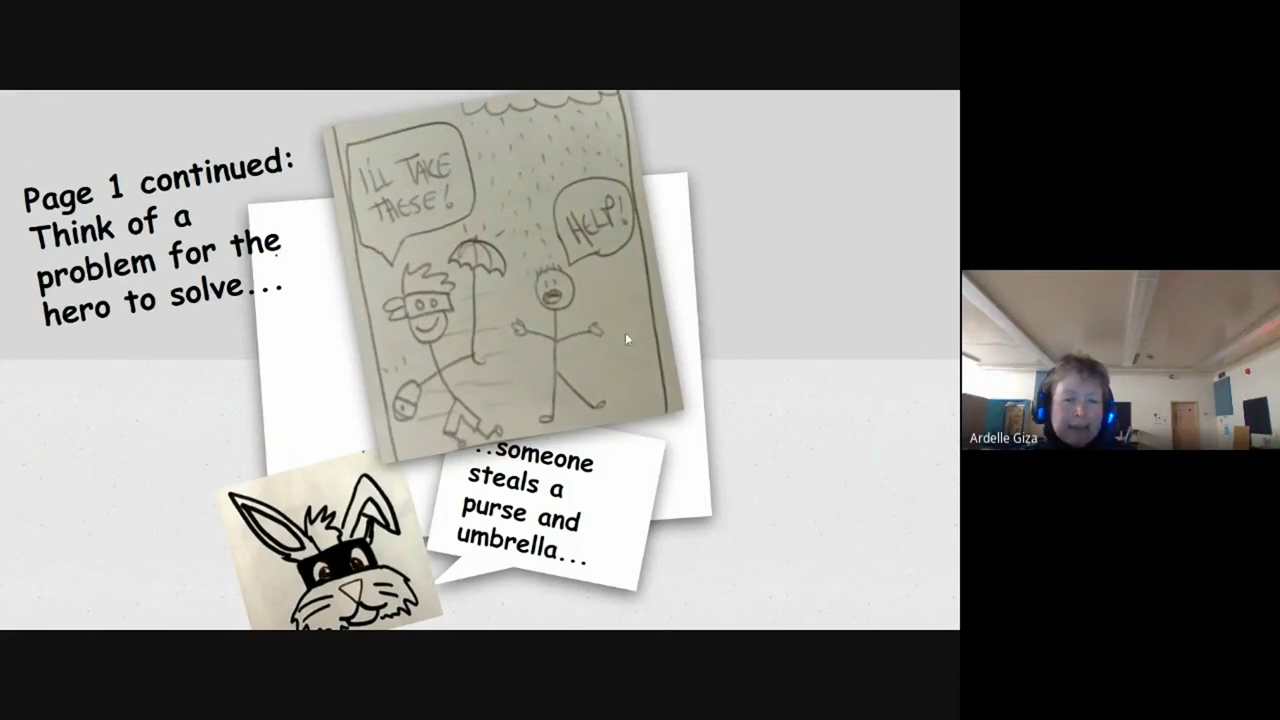 Page 1 continued:
Think of a
problem for the
hero to solve...
I'LL TAKE
THESE!
HELP!
...someone
steals a
purse and
umbrella...
Ardelle Giza